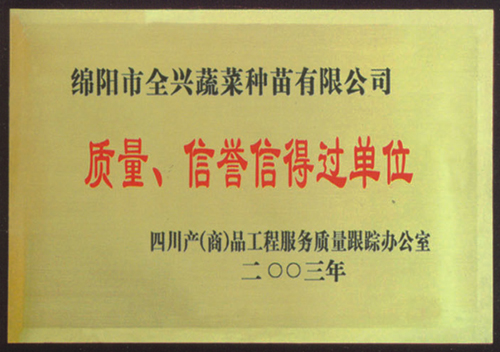 绵阳市全兴蔬菜种苗有限公司
质量、信誉信得过单位
四川产(商)品工程服务质量跟踪办公室
二〇〇三年